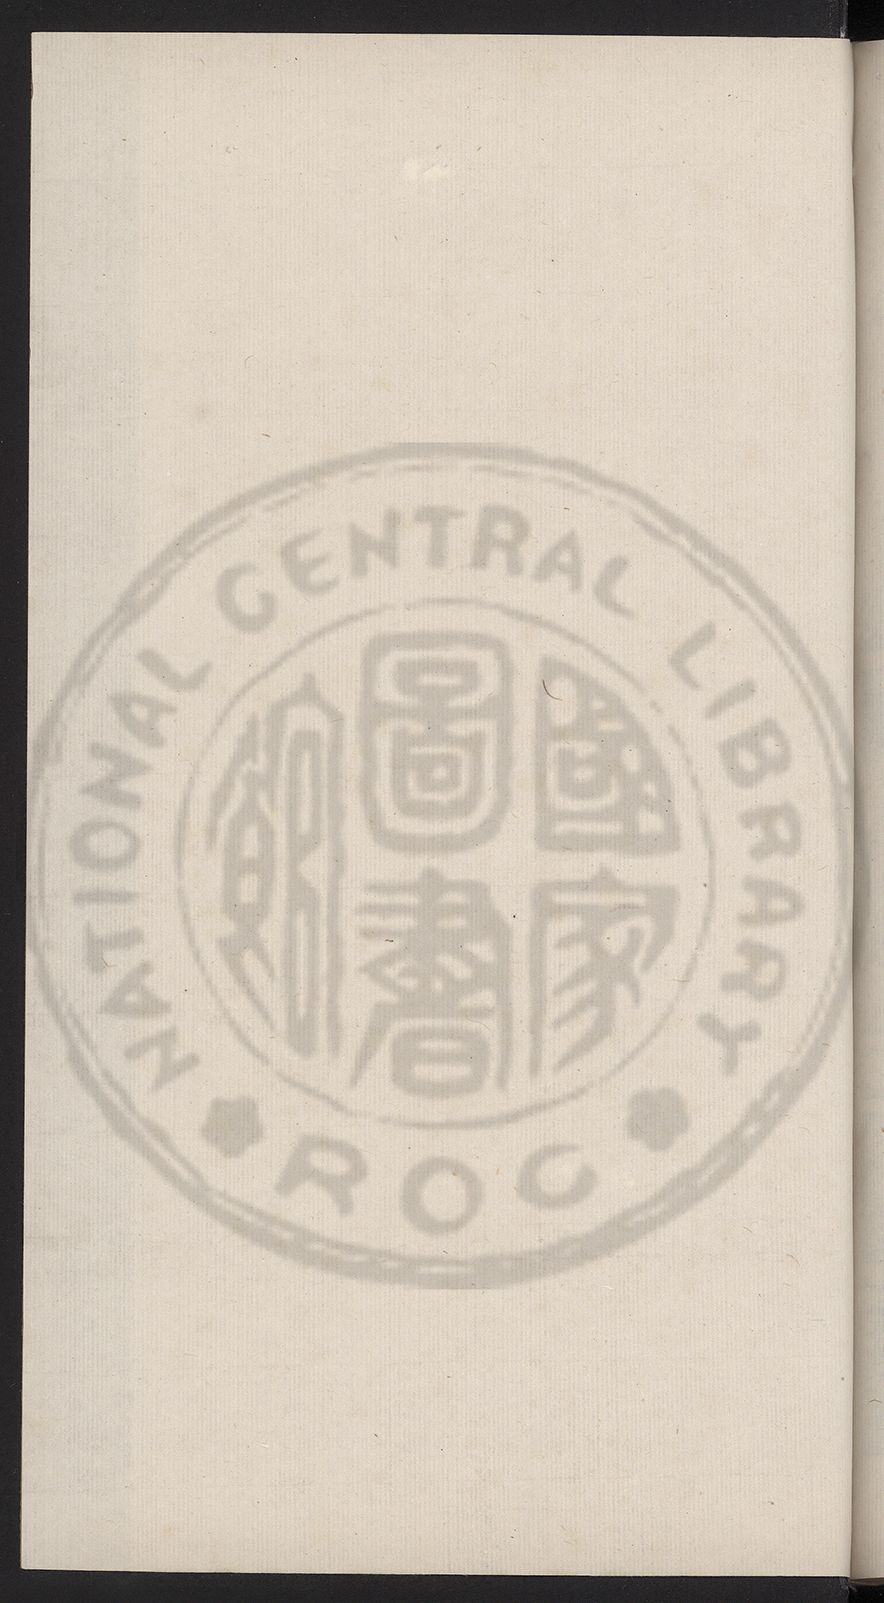 NATIONAL CENTRAL LIBRARY
國家
圖書
館
ROC